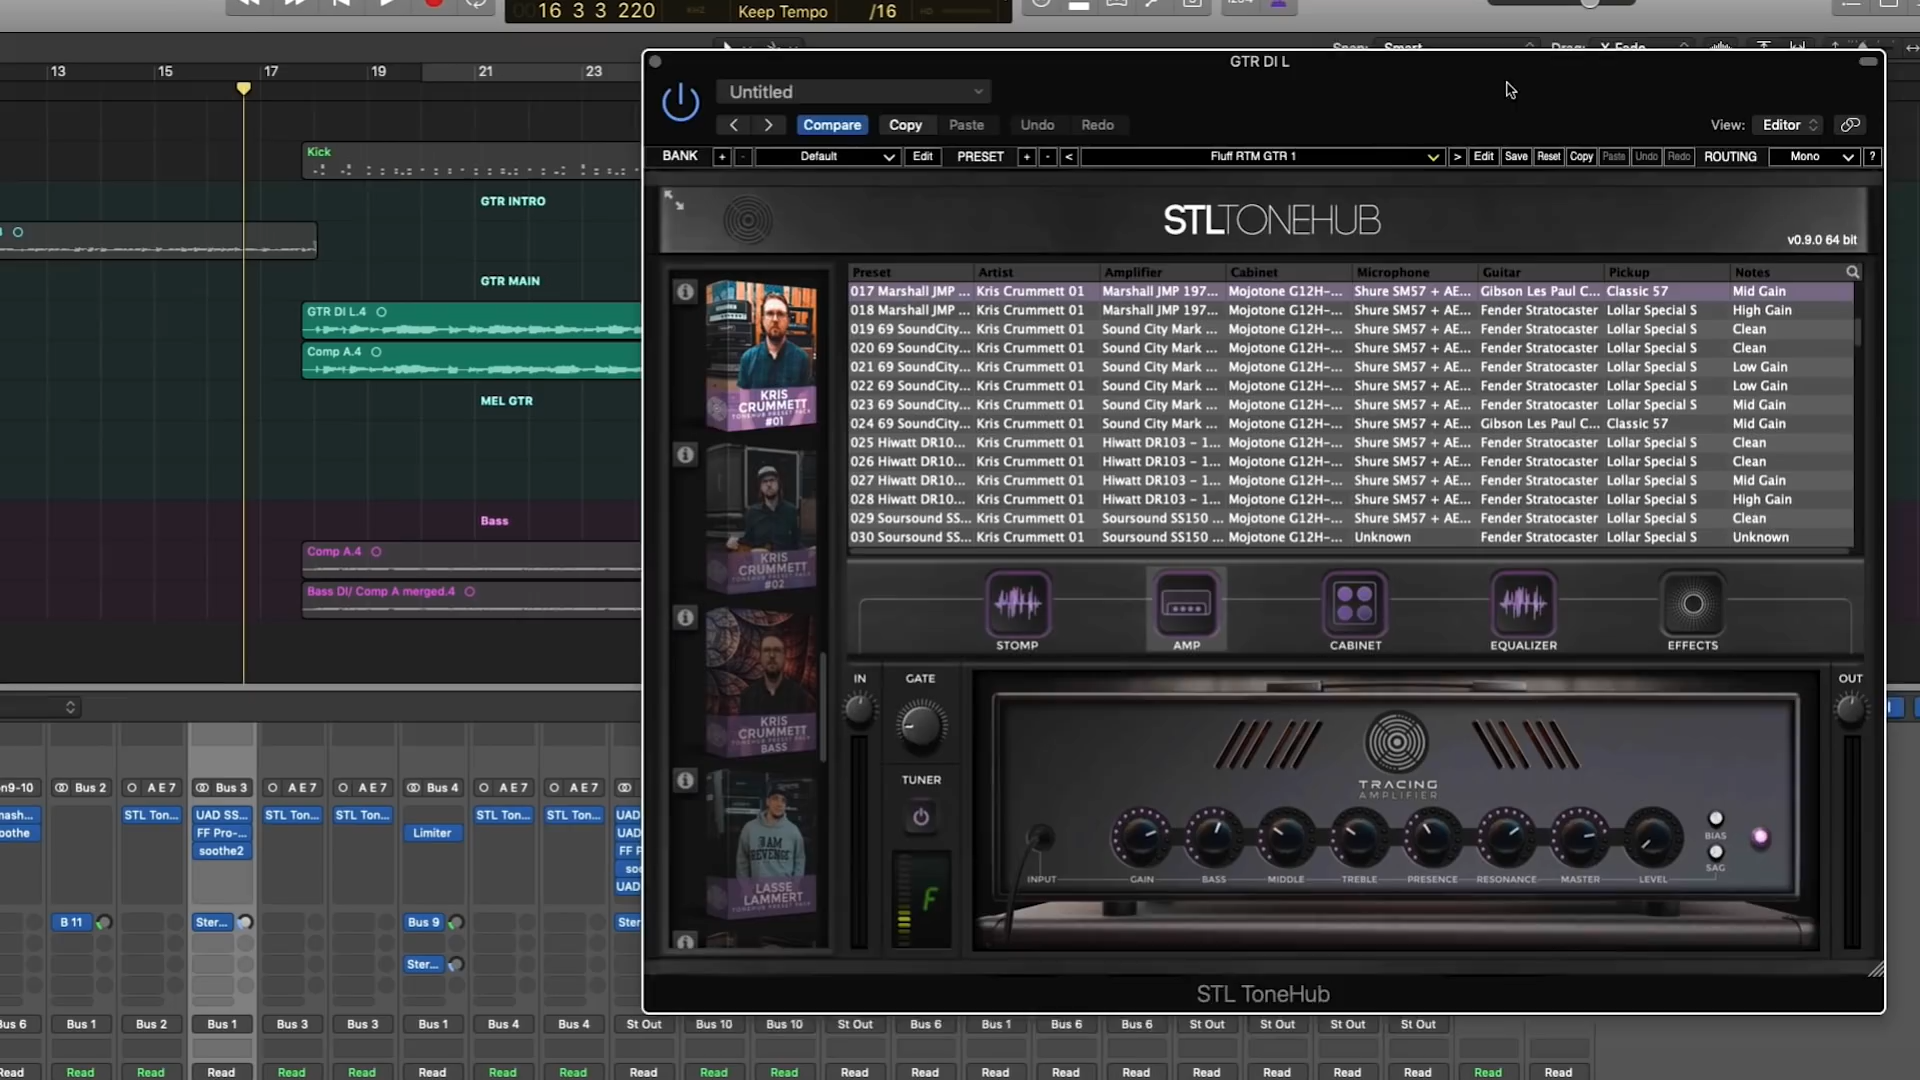 16 3 3 220
Keep Tempo
/16
13 15 17 19 21 23
GTR DI L
Untitled
Compare Copy Paste Undo Redo
View: Editor
BANK + - Default Edit PRESET + - < Fluff RTM GTR 1 > Edit Save Reset Copy Paste Undo Redo ROUTING Mono ?
Kick
GTR INTRO
GTR MAIN
GTR DI L.4
Comp A.4
MEL GTR
Bass
Comp A.4
Bass DI/ Comp A merged.4
STLTONEHUB
v0.9.0 64 bit
KRIS CRUMMETT
TONEHUB PRESET PACK
#01
KRIS CRUMMETT
TONEHUB PRESET PACK
#02
KRIS CRUMMETT
TONEHUB PRESET PACK
BASS
I AM REVENGE
LASSE LAMMERT
TONEHUB PRESET PACK
Preset Artist Amplifier Cabinet Microphone Guitar Pickup Notes
017 Marshall JMP ... Kris Crummett 01 Marshall JMP 197... Mojotone G12H-... Shure SM57 + AE... Gibson Les Paul C... Classic 57 Mid Gain
018 Marshall JMP ... Kris Crummett 01 Marshall JMP 197... Mojotone G12H-... Shure SM57 + AE... Fender Stratocaster Lollar Special S High Gain
019 69 SoundCity... Kris Crummett 01 Sound City Mark ... Mojotone G12H-... Shure SM57 + AE... Fender Stratocaster Lollar Special S Clean
020 69 SoundCity... Kris Crummett 01 Sound City Mark ... Mojotone G12H-... Shure SM57 + AE... Fender Stratocaster Lollar Special S Clean
021 69 SoundCity... Kris Crummett 01 Sound City Mark ... Mojotone G12H-... Shure SM57 + AE... Fender Stratocaster Lollar Special S Low Gain
022 69 SoundCity... Kris Crummett 01 Sound City Mark ... Mojotone G12H-... Shure SM57 + AE... Fender Stratocaster Lollar Special S Low Gain
023 69 SoundCity... Kris Crummett 01 Sound City Mark ... Mojotone G12H-... Shure SM57 + AE... Fender Stratocaster Lollar Special S Mid Gain
024 69 SoundCity... Kris Crummett 01 Sound City Mark ... Mojotone G12H-... Shure SM57 + AE... Gibson Les Paul C... Classic 57 Mid Gain
025 Hiwatt DR10... Kris Crummett 01 Hiwatt DR103 - 1... Mojotone G12H-... Shure SM57 + AE... Fender Stratocaster Lollar Special S Clean
026 Hiwatt DR10... Kris Crummett 01 Hiwatt DR103 - 1... Mojotone G12H-... Shure SM57 + AE... Fender Stratocaster Lollar Special S Clean
027 Hiwatt DR10... Kris Crummett 01 Hiwatt DR103 - 1... Mojotone G12H-... Shure SM57 + AE... Fender Stratocaster Lollar Special S Mid Gain
028 Hiwatt DR10... Kris Crummett 01 Hiwatt DR103 - 1... Mojotone G12H-... Shure SM57 + AE... Fender Stratocaster Lollar Special S High Gain
029 Soursound SS... Kris Crummett 01 Soursound SS150 ... Mojotone G12H-... Shure SM57 + AE... Fender Stratocaster Lollar Special S Clean
030 Soursound SS... Kris Crummett 01 Soursound SS150 ... Mojotone G12H-... Unknown Fender Stratocaster Lollar Special S Unknown
STOMP AMP CABINET EQUALIZER EFFECTS
IN GATE OUT
TUNER
F
TRACING
AMPLIFIER
INPUT GAIN BASS MIDDLE TREBLE PRESENCE RESONANCE MASTER LEVEL
BIAS
SAG
STL ToneHub
Bus 2 A E 7 Bus 3 A E 7 A E 7 Bus 4 A E 7 A E 7
STL Ton... UAD SS... STL Ton... STL Ton... STL Ton... STL Ton... UAD
FF Pro-... Limiter UAD
soothe2
B 11 Ster... Bus 9 Ster
Ster...
Bus 6 Bus 1 Bus 2 Bus 1 Bus 3 Bus 3 Bus 1 Bus 4 Bus 4 St Out Bus 10 Bus 10 St Out Bus 6 Bus 1 Bus 6 Bus 6 St Out St Out St Out St Out
Read Read Read Read Read Read Read Read Read Read Read Read Read Read Read Read Read Read Read Read Read Read Read